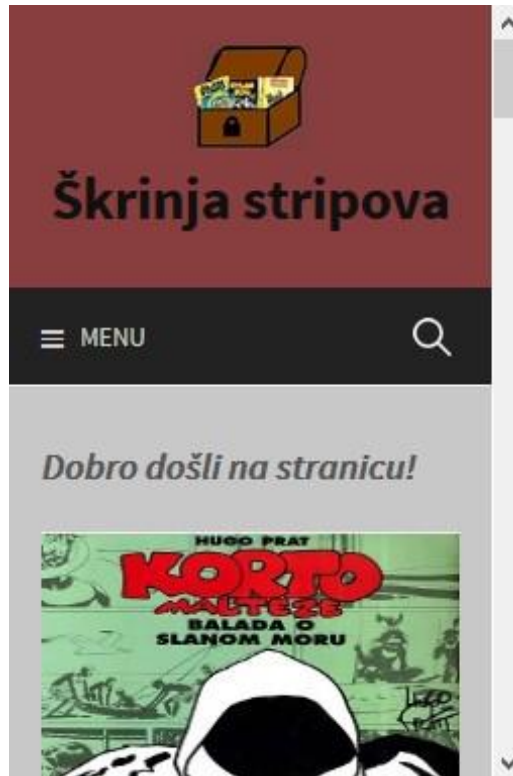 Škrinja stripova
MENU
Dobro došli na stranicu!
HUGO PRAT
KORTO
MALTEZE
BALADA O
SLANOM MORU